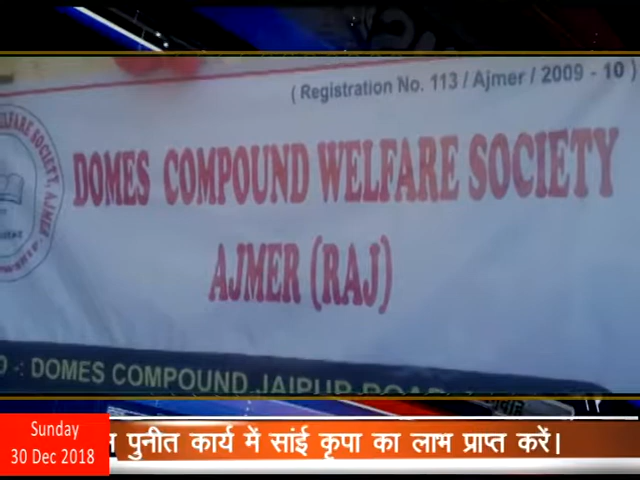 ( Registration No. 113 / Ajmer / 2009 - 10 )
DOMES COMPOUND WELFARE SOCIETY
AJMER (RAJ)
-: DOMES COMPOUND JAIPUR ROAD
Sunday
30 Dec 2018
पुनीत कार्य में सांई कृपा का लाभ प्राप्त करें।